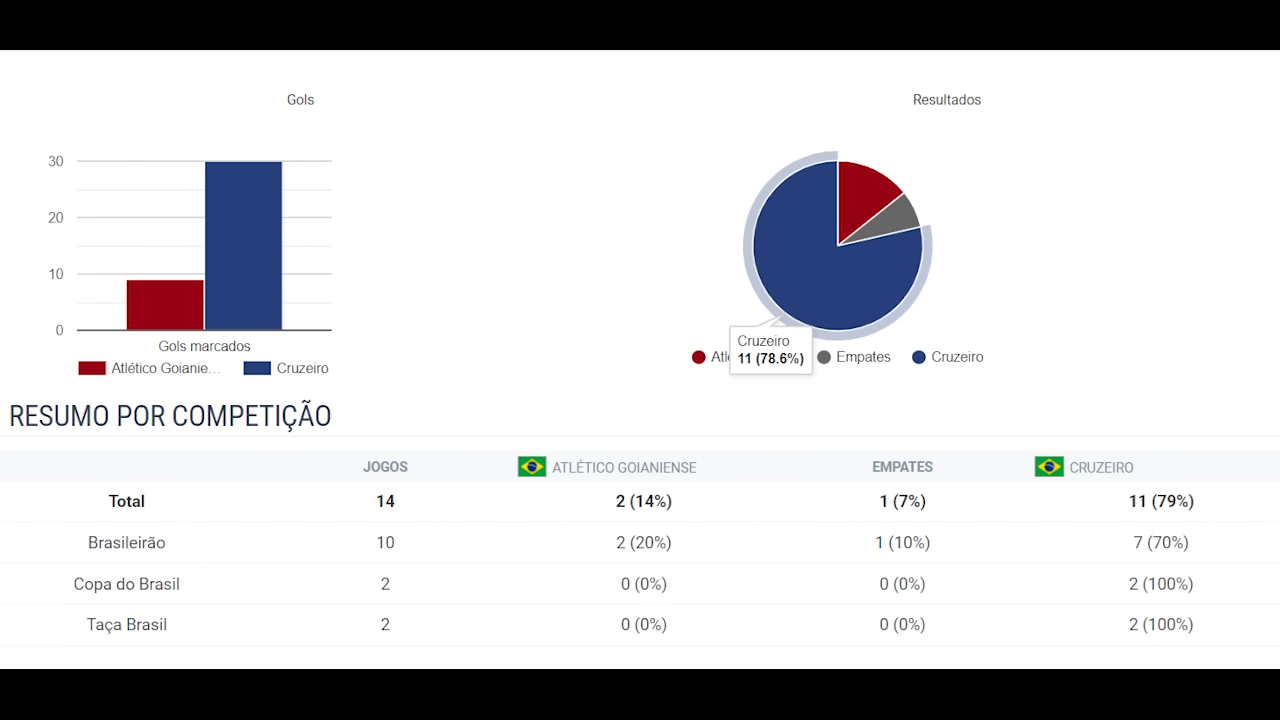 Gols
30
20
10
0
Gols marcados
Atlético Goianie...
Cruzeiro
Resultados
Cruzeiro
11 (78.6%)
Empates
Cruzeiro
RESUMO POR COMPETIÇÃO
JOGOS ATLÉTICO GOIANIENSE EMPATES CRUZEIRO
Total 14 2 (14%) 1 (7%) 11 (79%)
Brasileirão 10 2 (20%) 1 (10%) 7 (70%)
Copa do Brasil 2 0 (0%) 0 (0%) 2 (100%)
Taça Brasil 2 0 (0%) 0 (0%) 2 (100%)